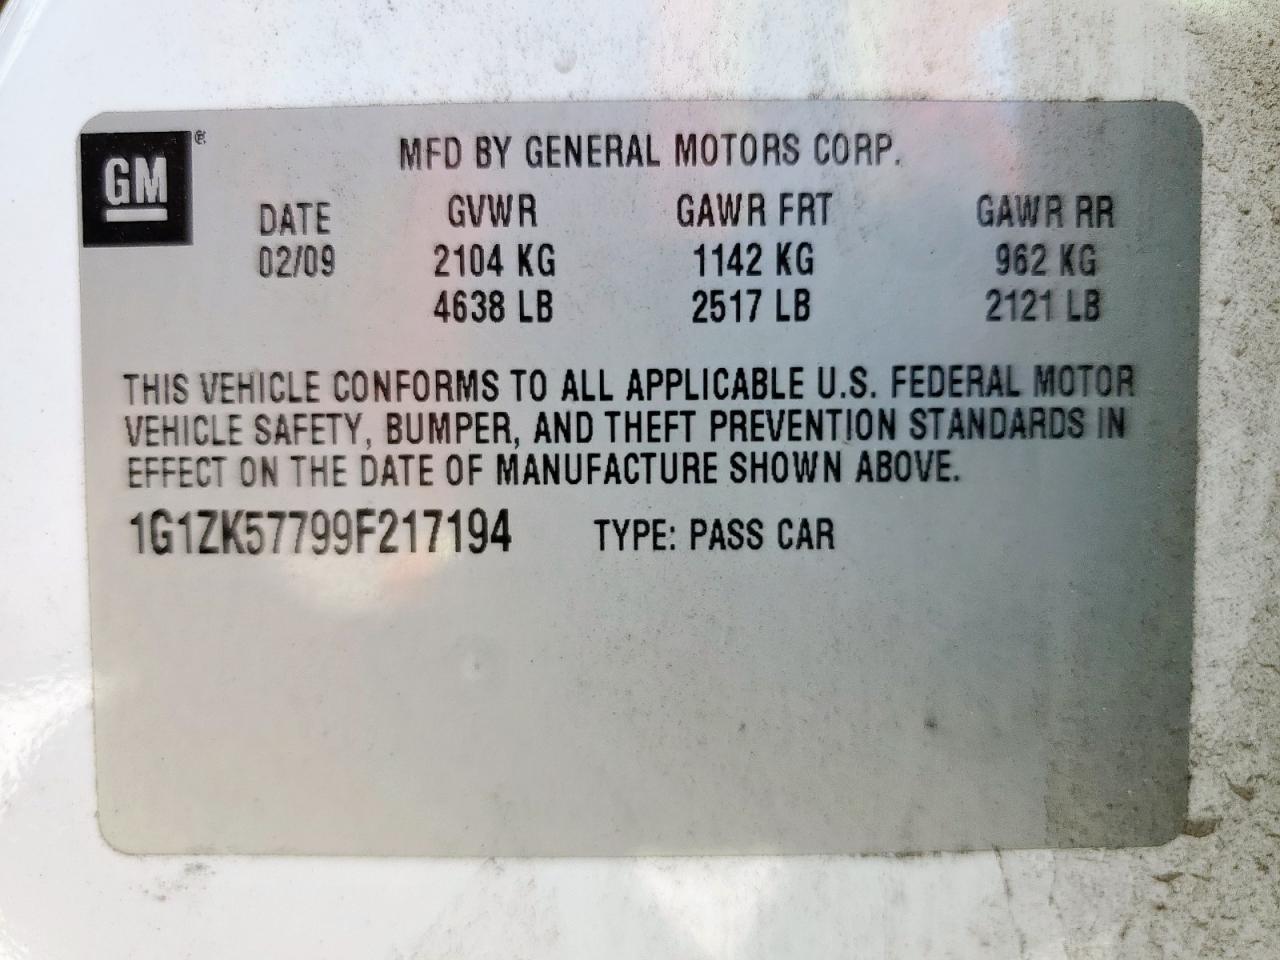 GM ®
MFD BY GENERAL MOTORS CORP.
DATE GVWR GAWR FRT GAWR RR
02/09 2104 KG 1142 KG 962 KG
4638 LB 2517 LB 2121 LB
THIS VEHICLE CONFORMS TO ALL APPLICABLE U.S. FEDERAL MOTOR
VEHICLE SAFETY, BUMPER, AND THEFT PREVENTION STANDARDS IN
EFFECT ON THE DATE OF MANUFACTURE SHOWN ABOVE.
1G1ZK57799F217194 TYPE: PASS CAR